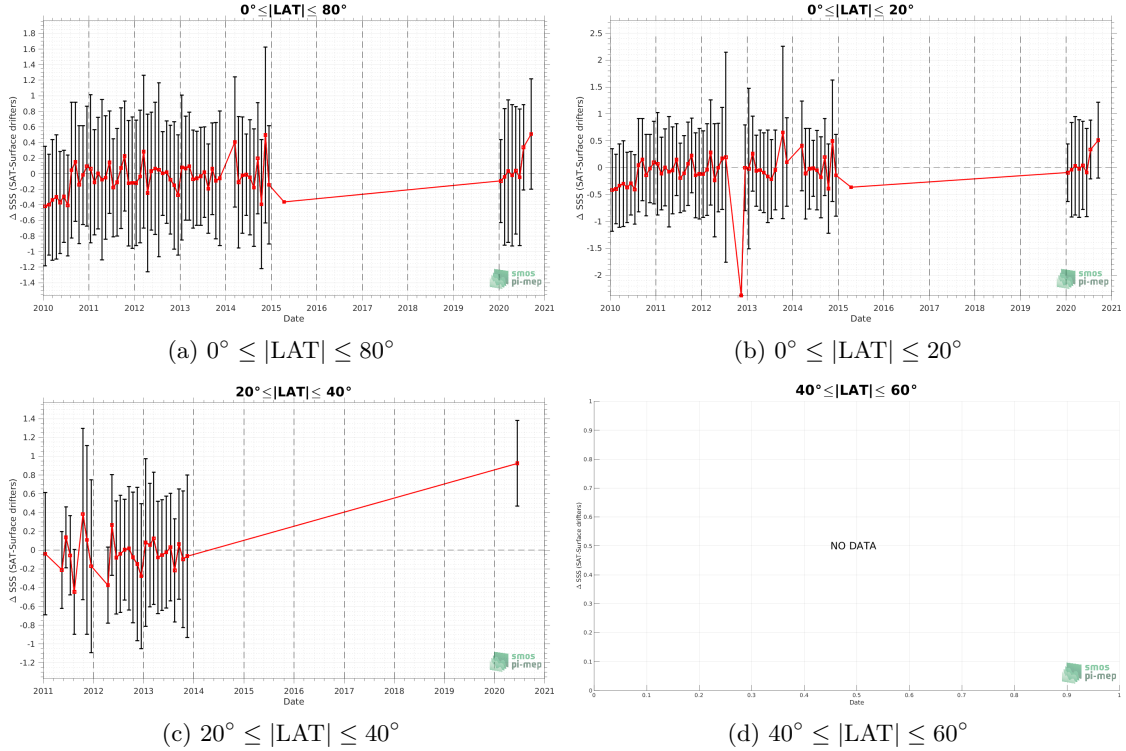 0°≤|LAT|≤ 80°
Δ SSS (SAT-Surface drifters)
1.8
1.6
1.4
1.2
1
0.8
0.6
0.4
0.2
0
-0.2
-0.4
-0.6
-0.8
-1
-1.2
-1.4
2010 2011 2012 2013 2014 2015 2016 2017 2018 2019 2020 2021
Date
smos
pi-mep
(a) 0° ≤ |LAT| ≤ 80°
0°≤|LAT|≤ 20°
Δ SSS (SAT-Surface drifters)
2.5
2
1.5
1
0.5
0
-0.5
-1
-1.5
-2
2010 2011 2012 2013 2014 2015 2016 2017 2018 2019 2020 2021
Date
smos
pi-mep
(b) 0° ≤ |LAT| ≤ 20°
20°≤|LAT|≤ 40°
Δ SSS (SAT-Surface drifters)
1.4
1.2
1
0.8
0.6
0.4
0.2
0
-0.2
-0.4
-0.6
-0.8
-1
-1.2
2011 2012 2013 2014 2015 2016 2017 2018 2019 2020 2021
Date
smos
pi-mep
(c) 20° ≤ |LAT| ≤ 40°
40°≤|LAT|≤ 60°
Δ SSS (SAT-Surface drifters)
1
0.9
0.8
0.7
0.6
0.5
0.4
0.3
0.2
0.1
0
NO DATA
0 0.1 0.2 0.3 0.4 0.5 0.6 0.7 0.8 0.9 1
Date
smos
pi-mep
(d) 40° ≤ |LAT| ≤ 60°